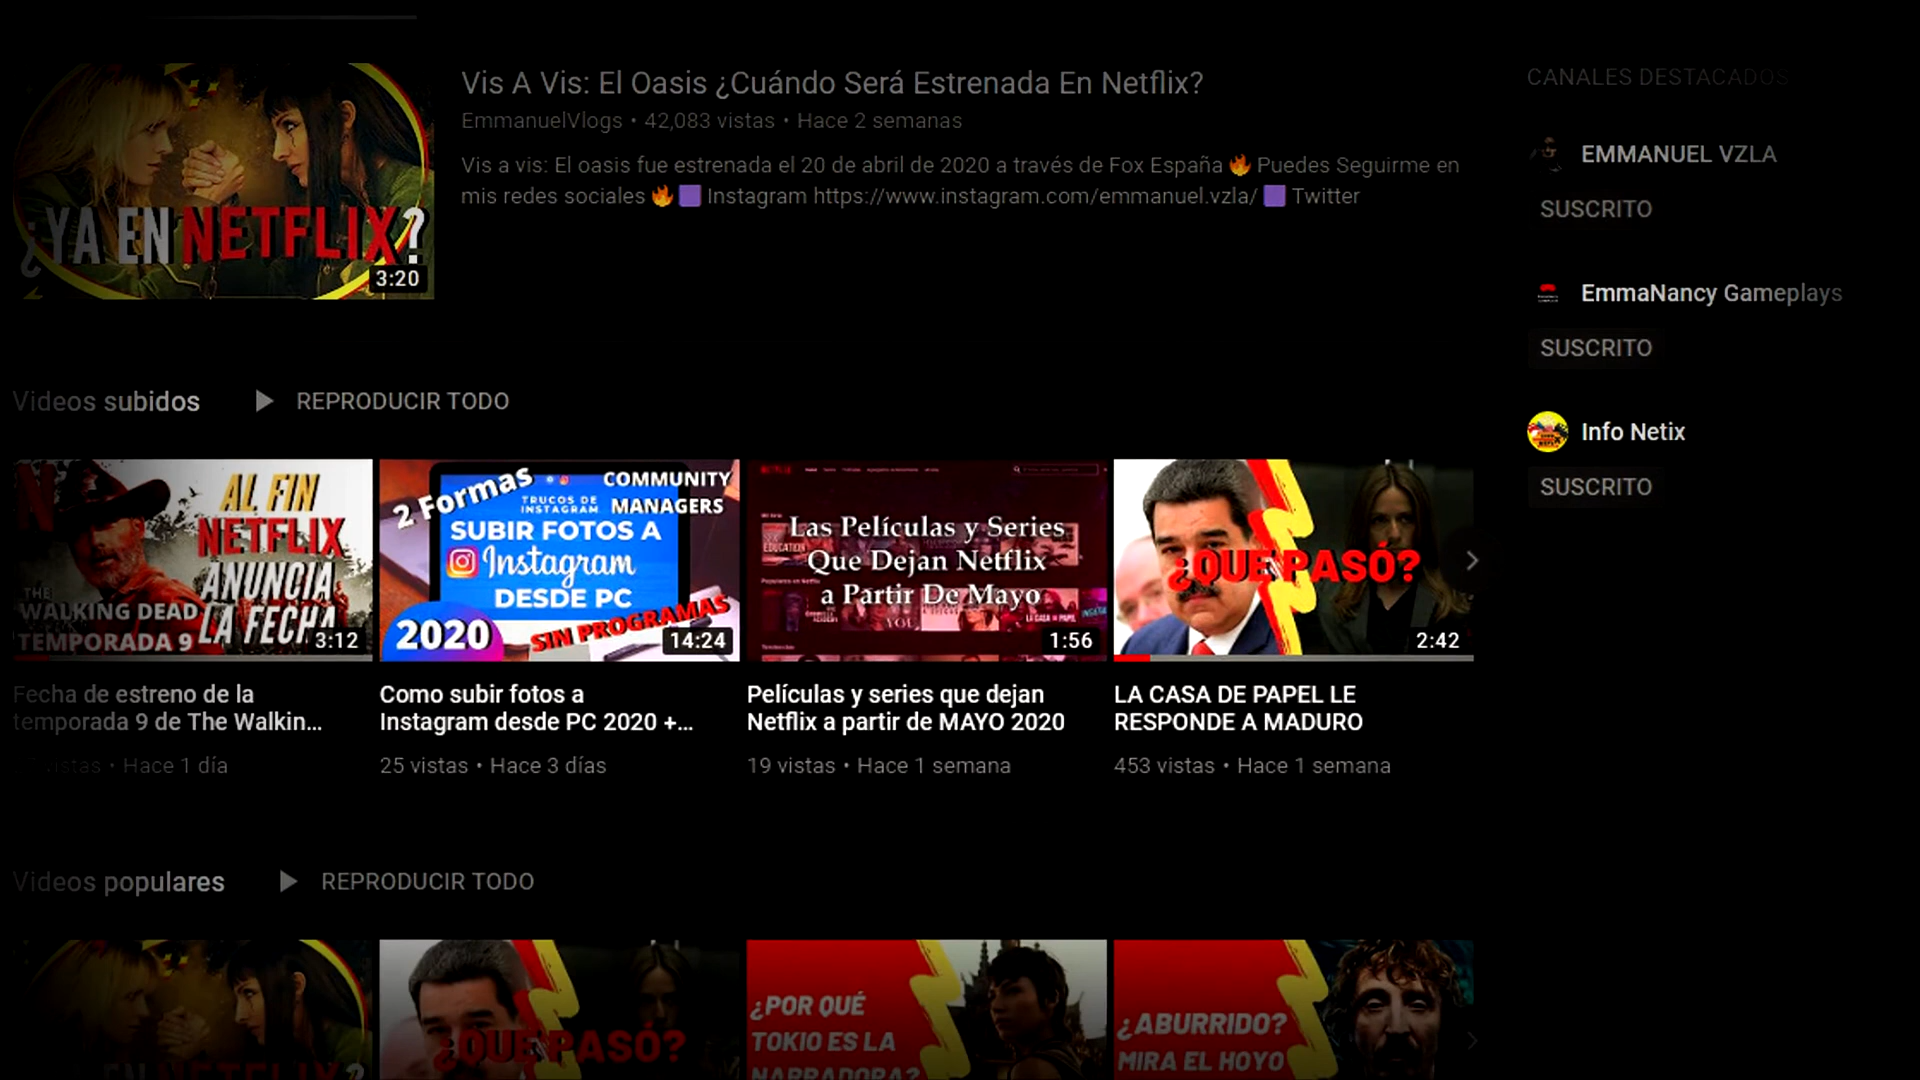 Vis A Vis: El Oasis ¿Cuándo Será Estrenada En Netflix?
EmmanuelVlogs • 42,083 vistas • Hace 2 semanas
Vis a vis: El oasis fue estrenada el 20 de abril de 2020 a través de Fox España 🔥 Puedes Seguirme en
mis redes sociales 🔥🟪 Instagram https://www.instagram.com/emmanuel.vzla/ 🟪 Twitter
¿YA EN NETFLIX?
3:20
CANALES DESTACADOS
EMMANUEL VZLA
SUSCRITO
EmmaNancy Gameplays
SUSCRITO
Info Netix
SUSCRITO
Videos subidos
REPRODUCIR TODO
AL FIN
NETFLIX
ANUNCIA
LA FECHA
THE
WALKING DEAD
TEMPORADA 9
3:12
2 Formas
COMMUNITY
MANAGERS
TRUCOS DE
INSTAGRAM
SUBIR FOTOS A
Instagram
DESDE PC
SIN PROGRAMAS
2020
14:24
Las Películas y Series
Que Dejan Netflix
a Partir De Mayo
1:56
¿QUE PASÓ?
2:42
Fecha de estreno de la
temporada 9 de The Walkin...
vistas • Hace 1 día
Como subir fotos a
Instagram desde PC 2020 +...
25 vistas • Hace 3 días
Películas y series que dejan
Netflix a partir de MAYO 2020
19 vistas • Hace 1 semana
LA CASA DE PAPEL LE
RESPONDE A MADURO
453 vistas • Hace 1 semana
Videos populares
REPRODUCIR TODO
EN NETFLIX?
¿QUE PASÓ?
¿POR QUÉ
TOKIO ES LA
NARRADORA?
¿ABURRIDO?
MIRA EL HOYO